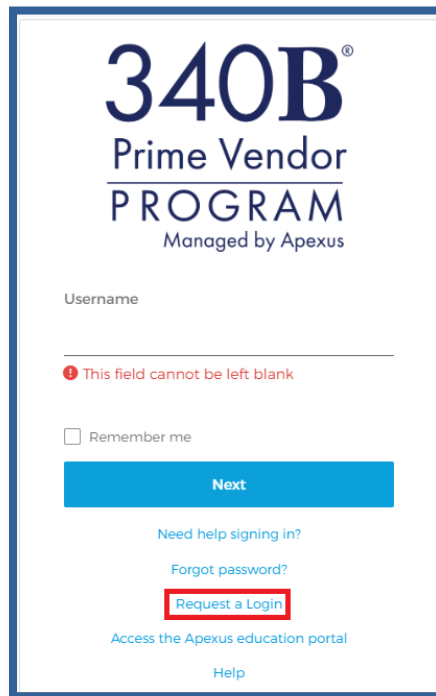 340B®
Prime Vendor
PROGRAM
Managed by Apexus
Username
This field cannot be left blank
Remember me
Next
Need help signing in?
Forgot password?
Request a Login
Access the Apexus education portal
Help